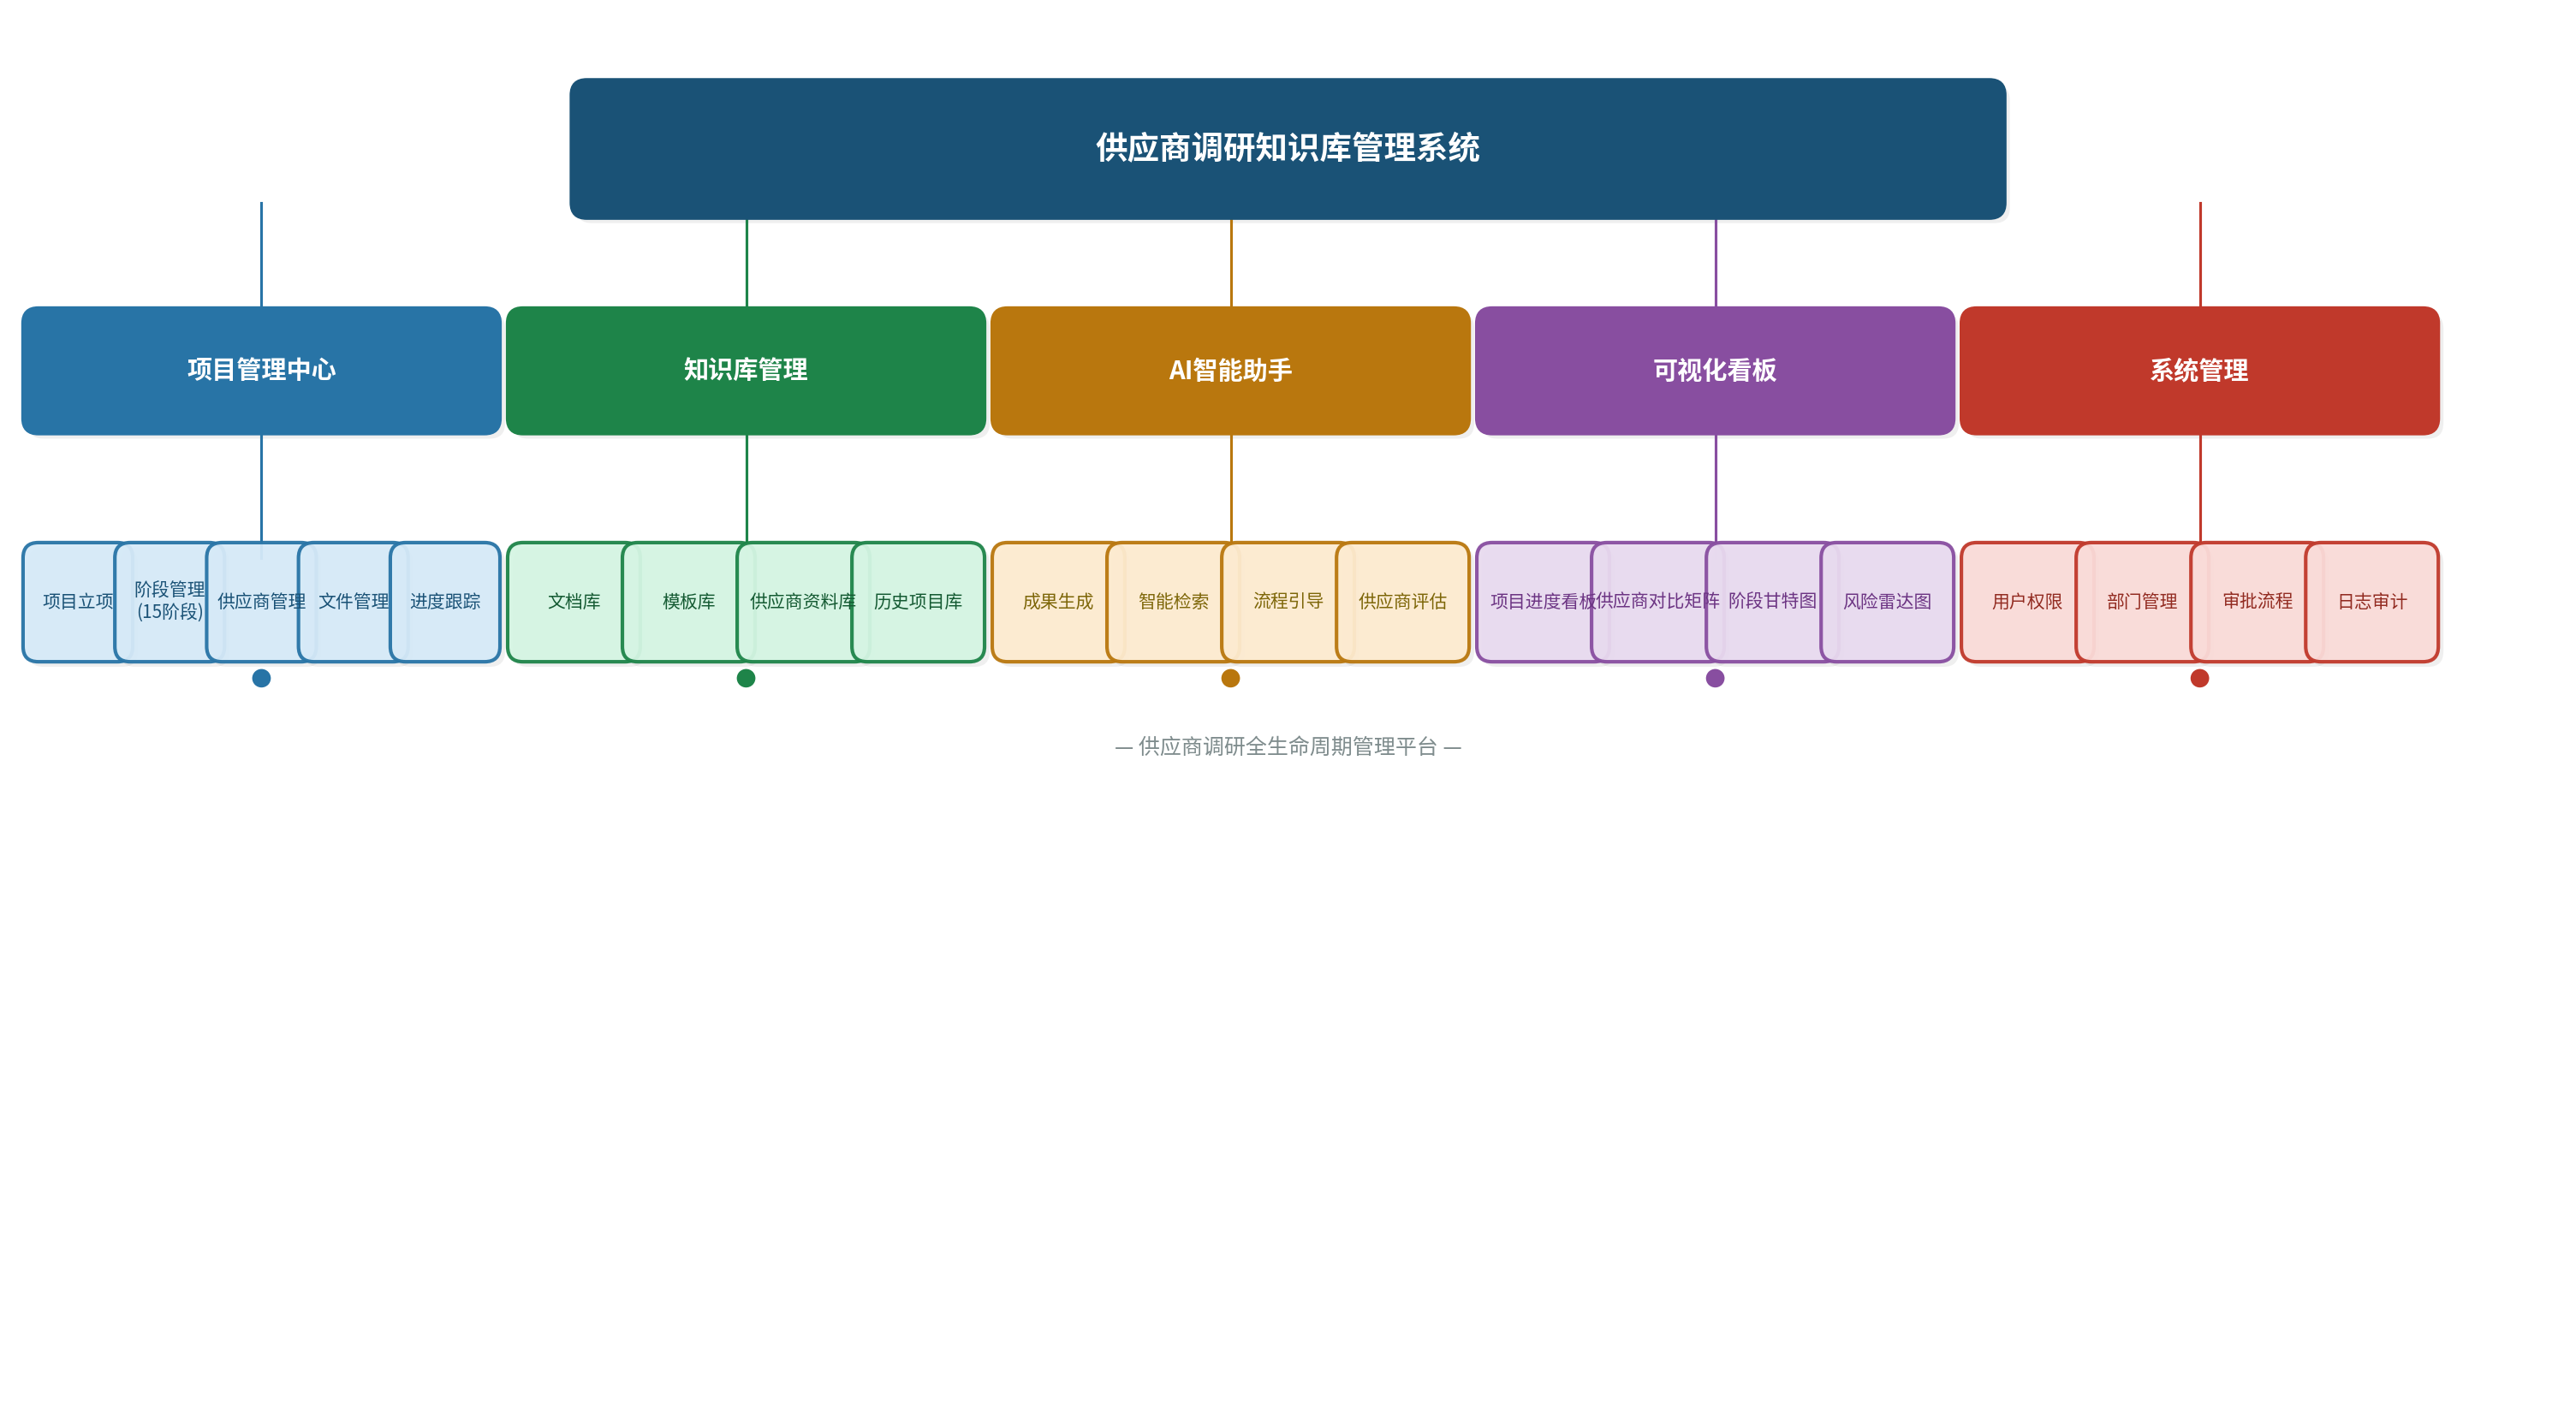 供应商调研知识库管理系统
项目管理中心
知识库管理
AI智能助手
可视化看板
系统管理
项目立项
阶段管理
(15阶段)
供应商管理
文件管理
进度跟踪
文档库
模板库
供应商资料库
历史项目库
成果生成
智能检索
流程引导
供应商评估
项目进度看板
供应商对比矩阵
阶段甘特图
风险雷达图
用户权限
部门管理
审批流程
日志审计
— 供应商调研全生命周期管理平台 —